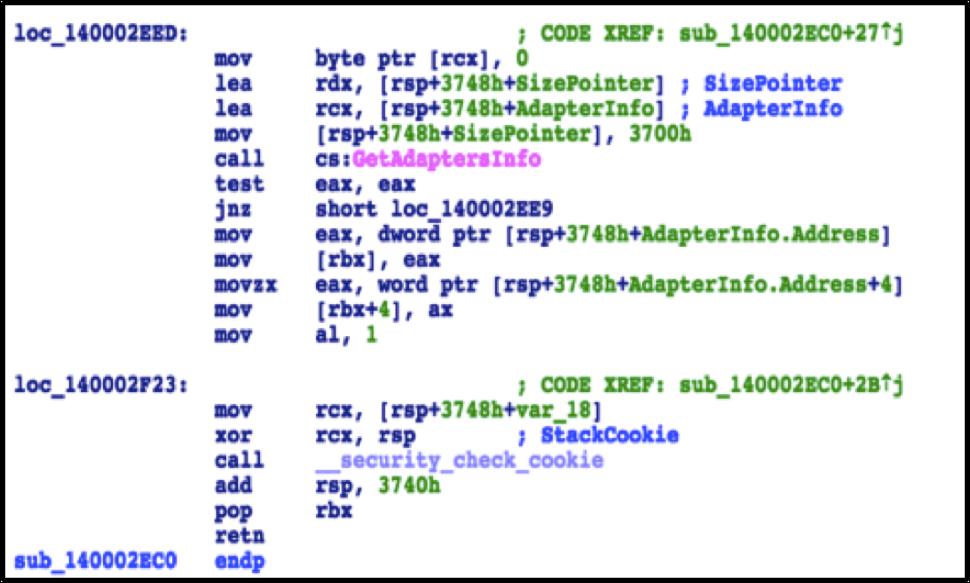 loc_140002EED: ; CODE XREF: sub_140002EC0+27↑j
mov byte ptr [rcx], 0
lea rdx, [rsp+3748h+SizePointer] ; SizePointer
lea rcx, [rsp+3748h+AdapterInfo] ; AdapterInfo
mov [rsp+3748h+SizePointer], 3700h
call cs:GetAdaptersInfo
test eax, eax
jnz short loc_140002EE9
mov eax, dword ptr [rsp+3748h+AdapterInfo.Address]
mov [rbx], eax
movzx eax, word ptr [rsp+3748h+AdapterInfo.Address+4]
mov [rbx+4], ax
mov al, 1
loc_140002F23: ; CODE XREF: sub_140002EC0+2B↑j
mov rcx, [rsp+3748h+var_18]
xor rcx, rsp ; StackCookie
call __security_check_cookie
add rsp, 3740h
pop rbx
retn
sub_140002EC0 endp